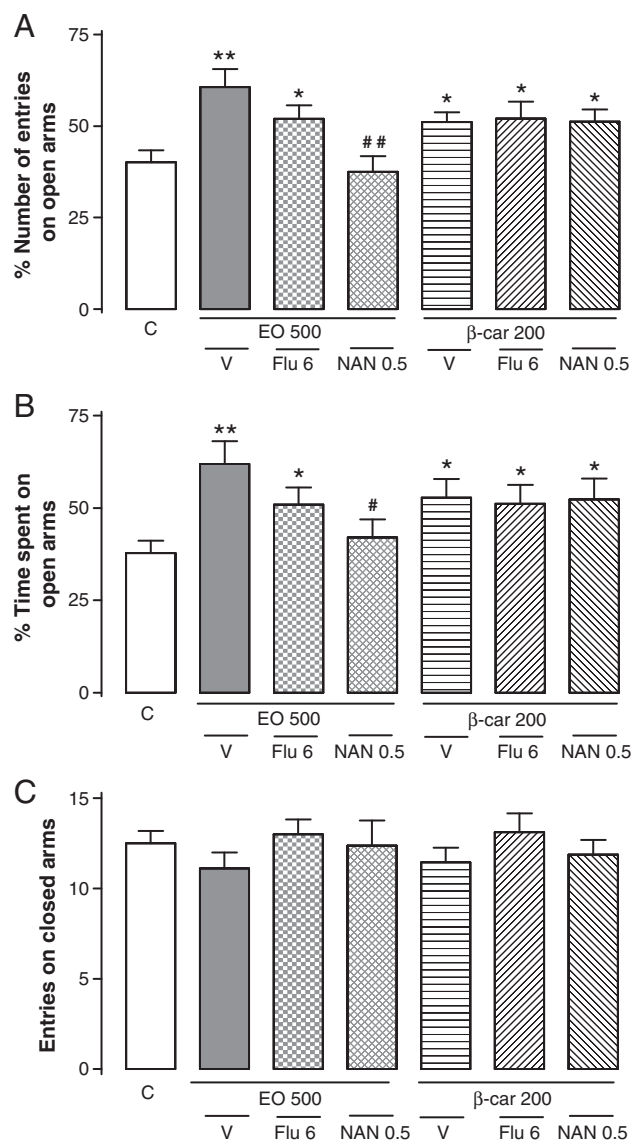 A
75
50
25
0
% Number of entries
on open arms
**
*
##
*
*
*
C
EO 500
β-car 200
V
Flu 6
NAN 0.5
V
Flu 6
NAN 0.5
B
75
50
25
0
% Time spent on
open arms
**
*
#
*
*
*
C
EO 500
β-car 200
V
Flu 6
NAN 0.5
V
Flu 6
NAN 0.5
C
15
10
5
0
Entries on closed arms
C
EO 500
β-car 200
V
Flu 6
NAN 0.5
V
Flu 6
NAN 0.5